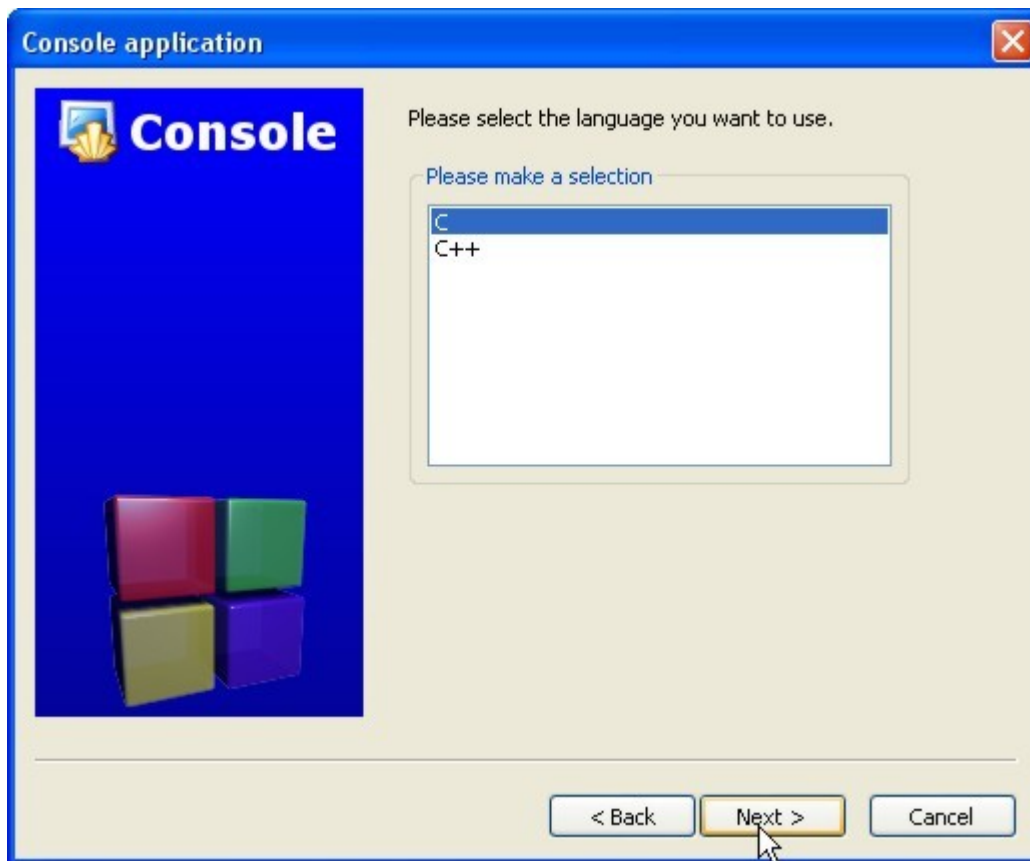 Console application
Console
Please select the language you want to use.
Please make a selection
C
C++
< Back
Next >
Cancel